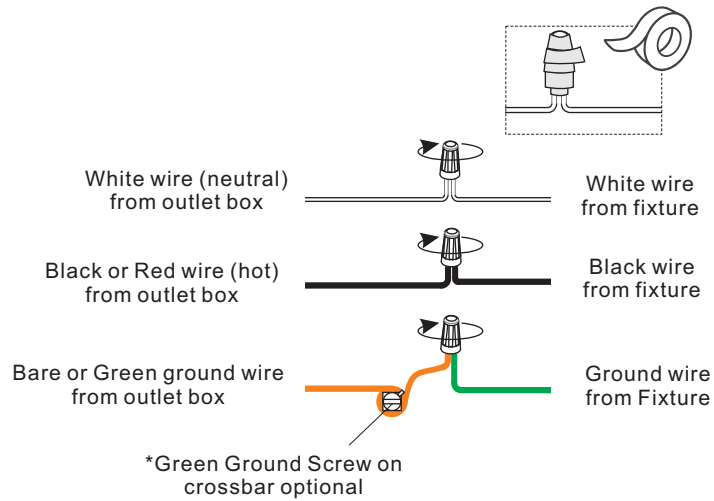 White wire (neutral)
from outlet box
White wire
from fixture
Black or Red wire (hot)
from outlet box
Black wire
from fixture
Bare or Green ground wire
from outlet box
Ground wire
from Fixture
*Green Ground Screw on
crossbar optional